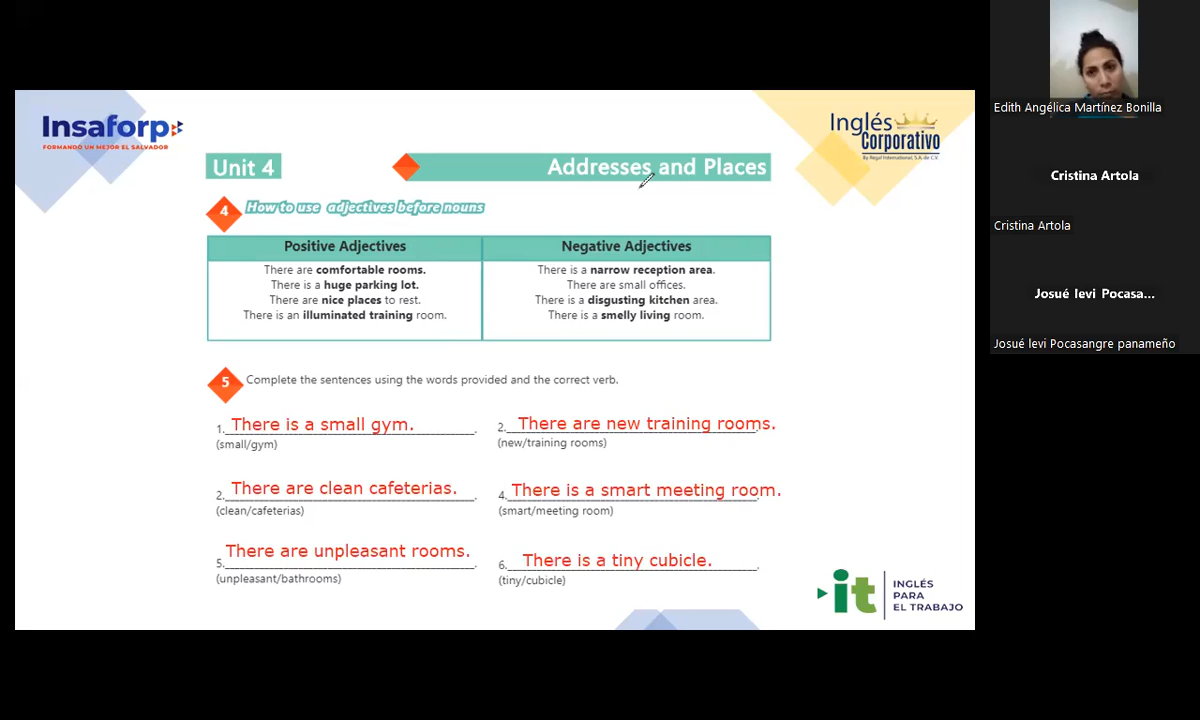 Insaforp
FORMANDO UN MEJOR EL SALVADOR
Inglés
Corporativo
By Regal International, S.A. de C.V.
Unit 4
Addresses and Places
4
How to use adjectives before nouns
Positive Adjectives
There are comfortable rooms.
There is a huge parking lot.
There are nice places to rest.
There is an illuminated training room.
Negative Adjectives
There is a narrow reception area.
There are small offices.
There is a disgusting kitchen area.
There is a smelly living room.
5
Complete the sentences using the words provided and the correct verb.
1. There is a small gym.
(small/gym)
2. There are new training rooms.
(new/training rooms)
2. There are clean cafeterias.
(clean/cafeterias)
4. There is a smart meeting room.
(smart/meeting room)
5. There are unpleasant rooms.
(unpleasant/bathrooms)
6. There is a tiny cubicle.
(tiny/cubicle)
it
INGLÉS
PARA
EL TRABAJO
Edith Angélica Martínez Bonilla
Cristina Artola
Cristina Artola
Josué levi Pocasa...
Josué levi Pocasangre panameño